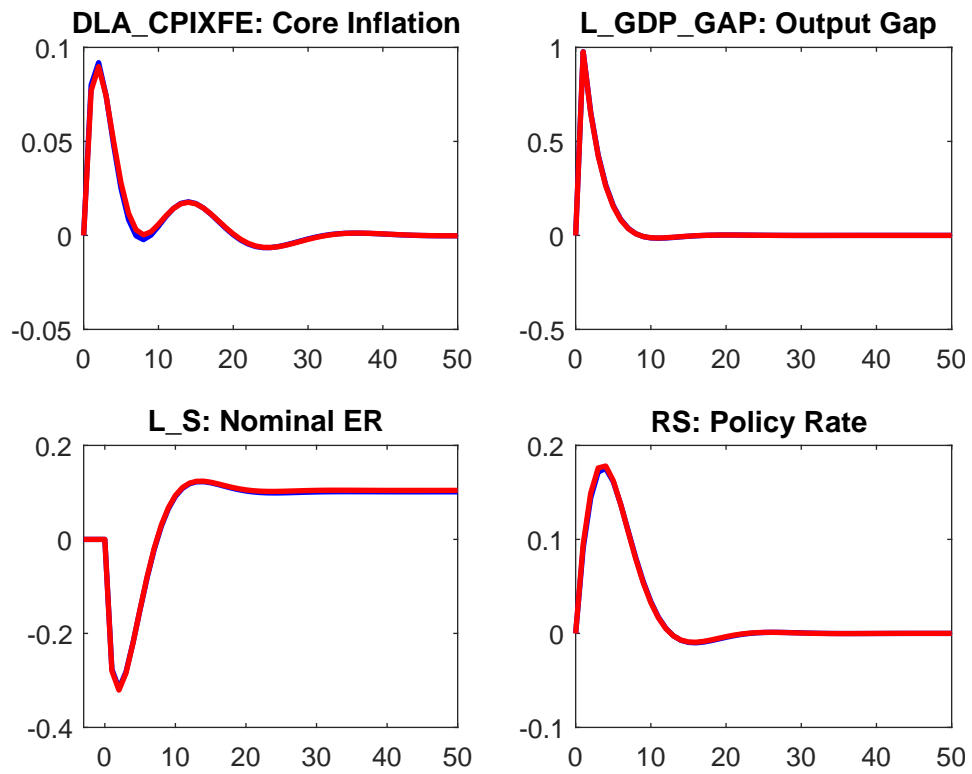 DLA_CPIXFE: Core Inflation
0.1
0.05
0
-0.05
0 10 20 30 40 50
L_GDP_GAP: Output Gap
1
0.5
0
-0.5
0 10 20 30 40 50
L_S: Nominal ER
0.2
0
-0.2
-0.4
0 10 20 30 40 50
RS: Policy Rate
0.2
0.1
0
-0.1
0 10 20 30 40 50